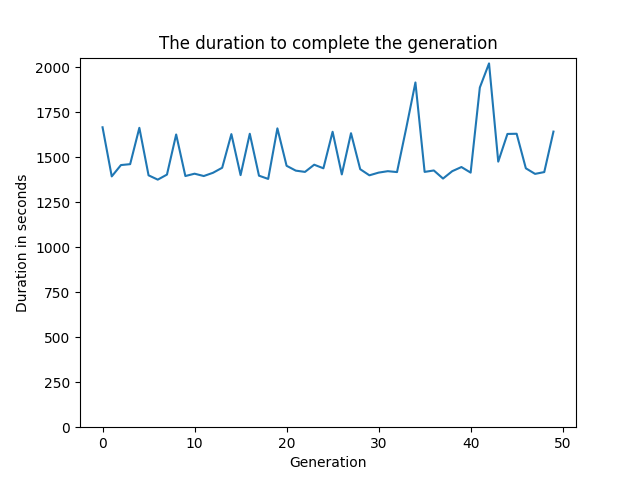 The duration to complete the generation
2000
1750
1500
1250
1000
750
500
250
0
Duration in seconds
0 10 20 30 40 50
Generation